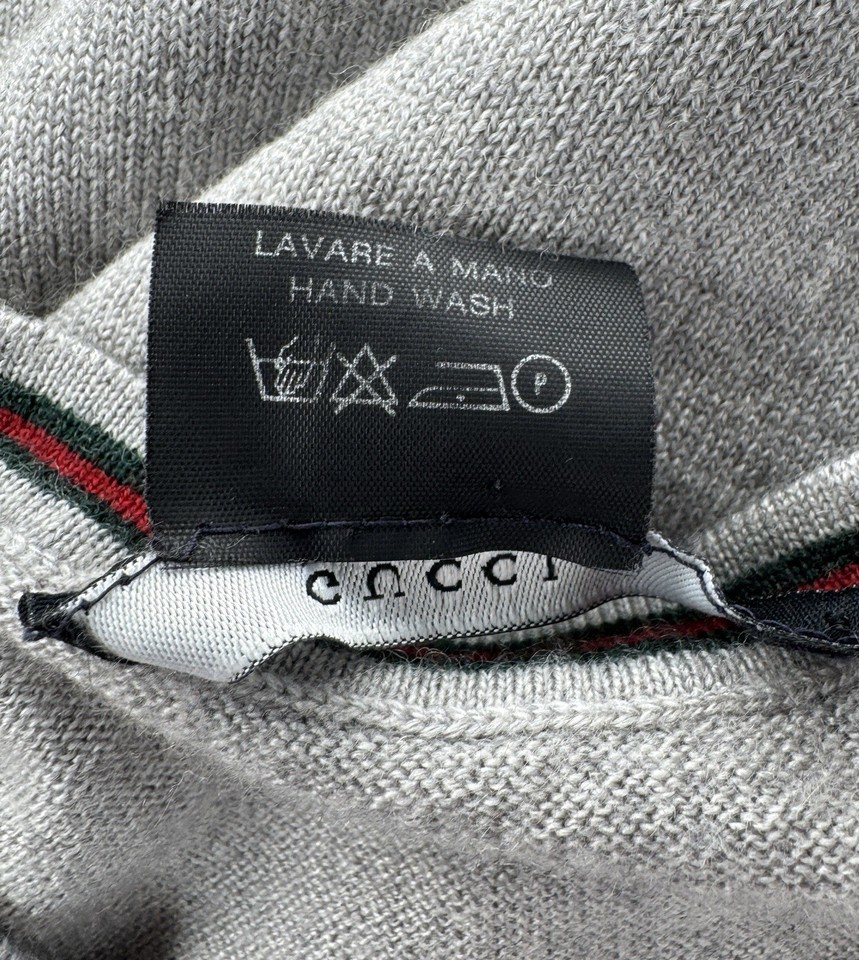 LAVARE A MANO
HAND WASH
P
GUCCI